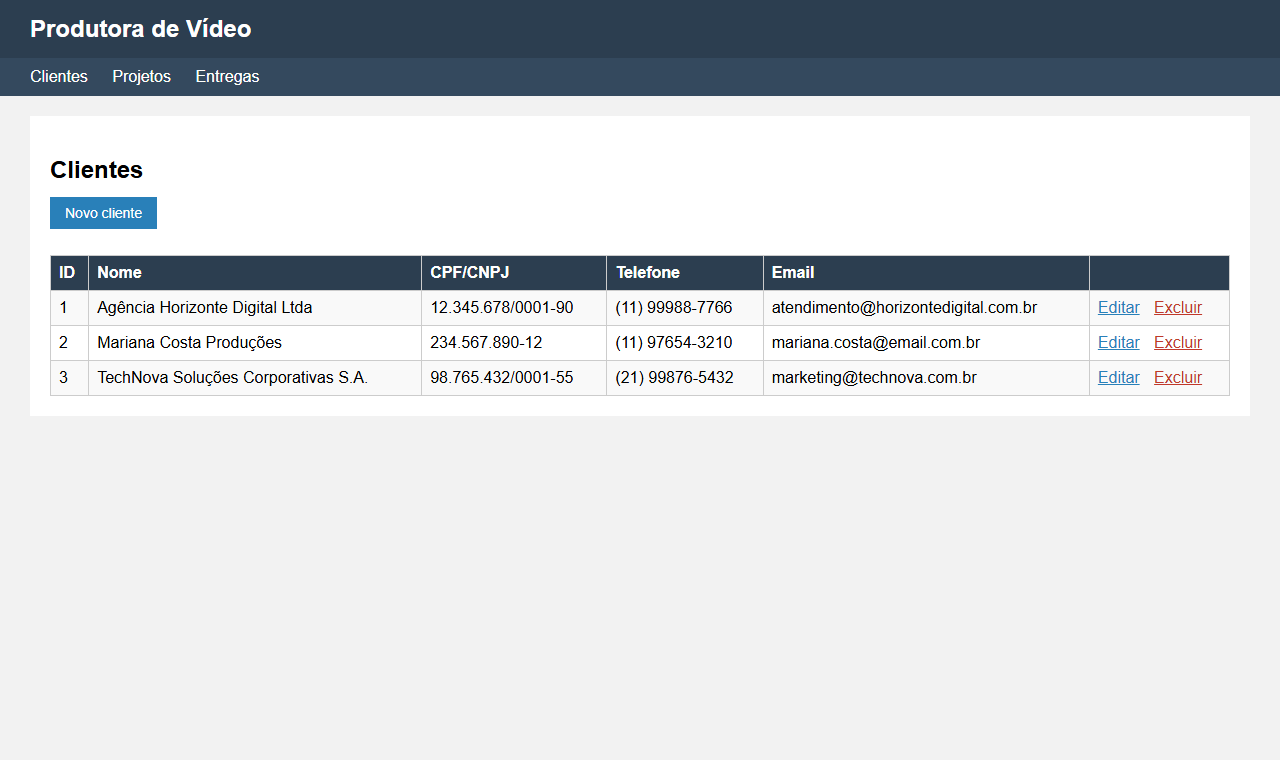 Produtora de Vídeo
Clientes Projetos Entregas
Clientes
Novo cliente
ID Nome CPF/CNPJ Telefone Email
1 Agência Horizonte Digital Ltda 12.345.678/0001-90 (11) 99988-7766 atendimento@horizontedigital.com.br Editar Excluir
2 Mariana Costa Produções 234.567.890-12 (11) 97654-3210 mariana.costa@email.com.br Editar Excluir
3 TechNova Soluções Corporativas S.A. 98.765.432/0001-55 (21) 99876-5432 marketing@technova.com.br Editar Excluir